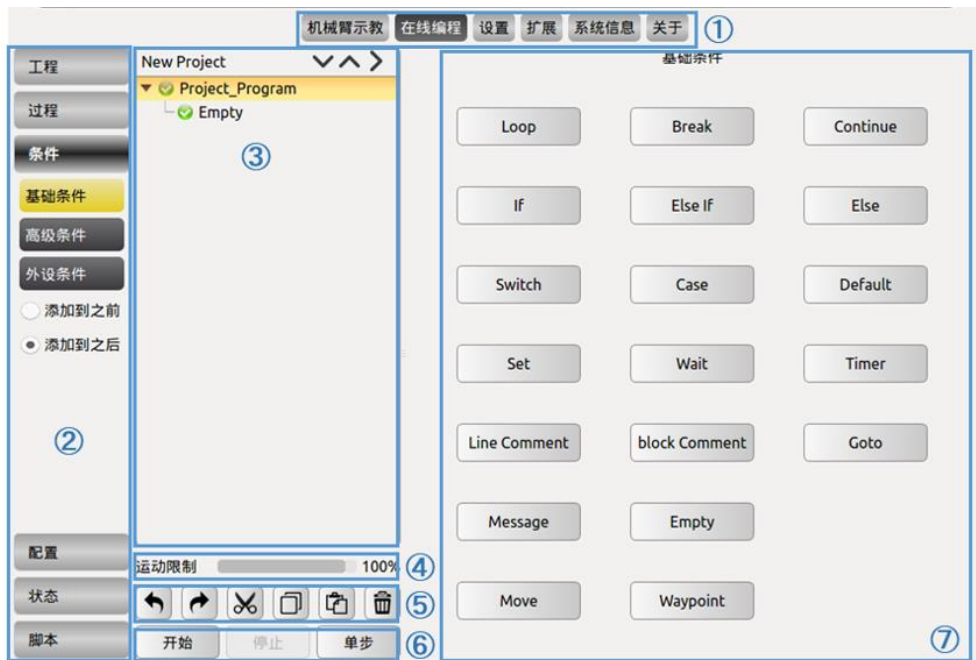 机械臂示教 在线编程 设置 扩展 系统信息 关于 ①
工程
过程
条件
基础条件
高级条件
外设条件
添加到之前
添加到之后
②
配置
状态
脚本
New Project
Project_Program
Empty
③
运动限制 100% ④
⑤
开始 停止 单步 ⑥
基础条件
Loop Break Continue
If Else If Else
Switch Case Default
Set Wait Timer
Line Comment block Comment Goto
Message Empty
Move Waypoint
⑦